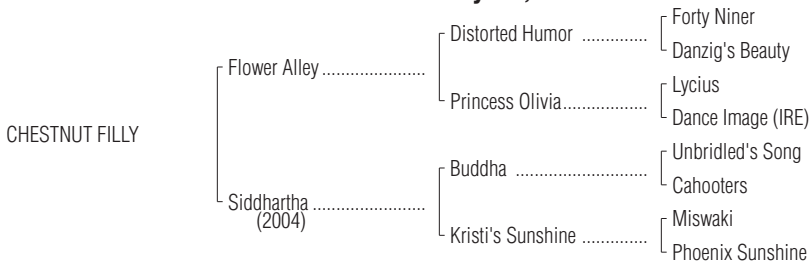 Forty Niner
Distorted Humor ..............
Danzig's Beauty
Flower Alley ......................
Lycius
Princess Olivia..................
Dance Image (IRE)
CHESTNUT FILLY
Unbridled's Song
Buddha ......................
Cahooters
Siddhartha ........................
(2004)
Miswaki
Kristi's Sunshine ..............
Phoenix Sunshine